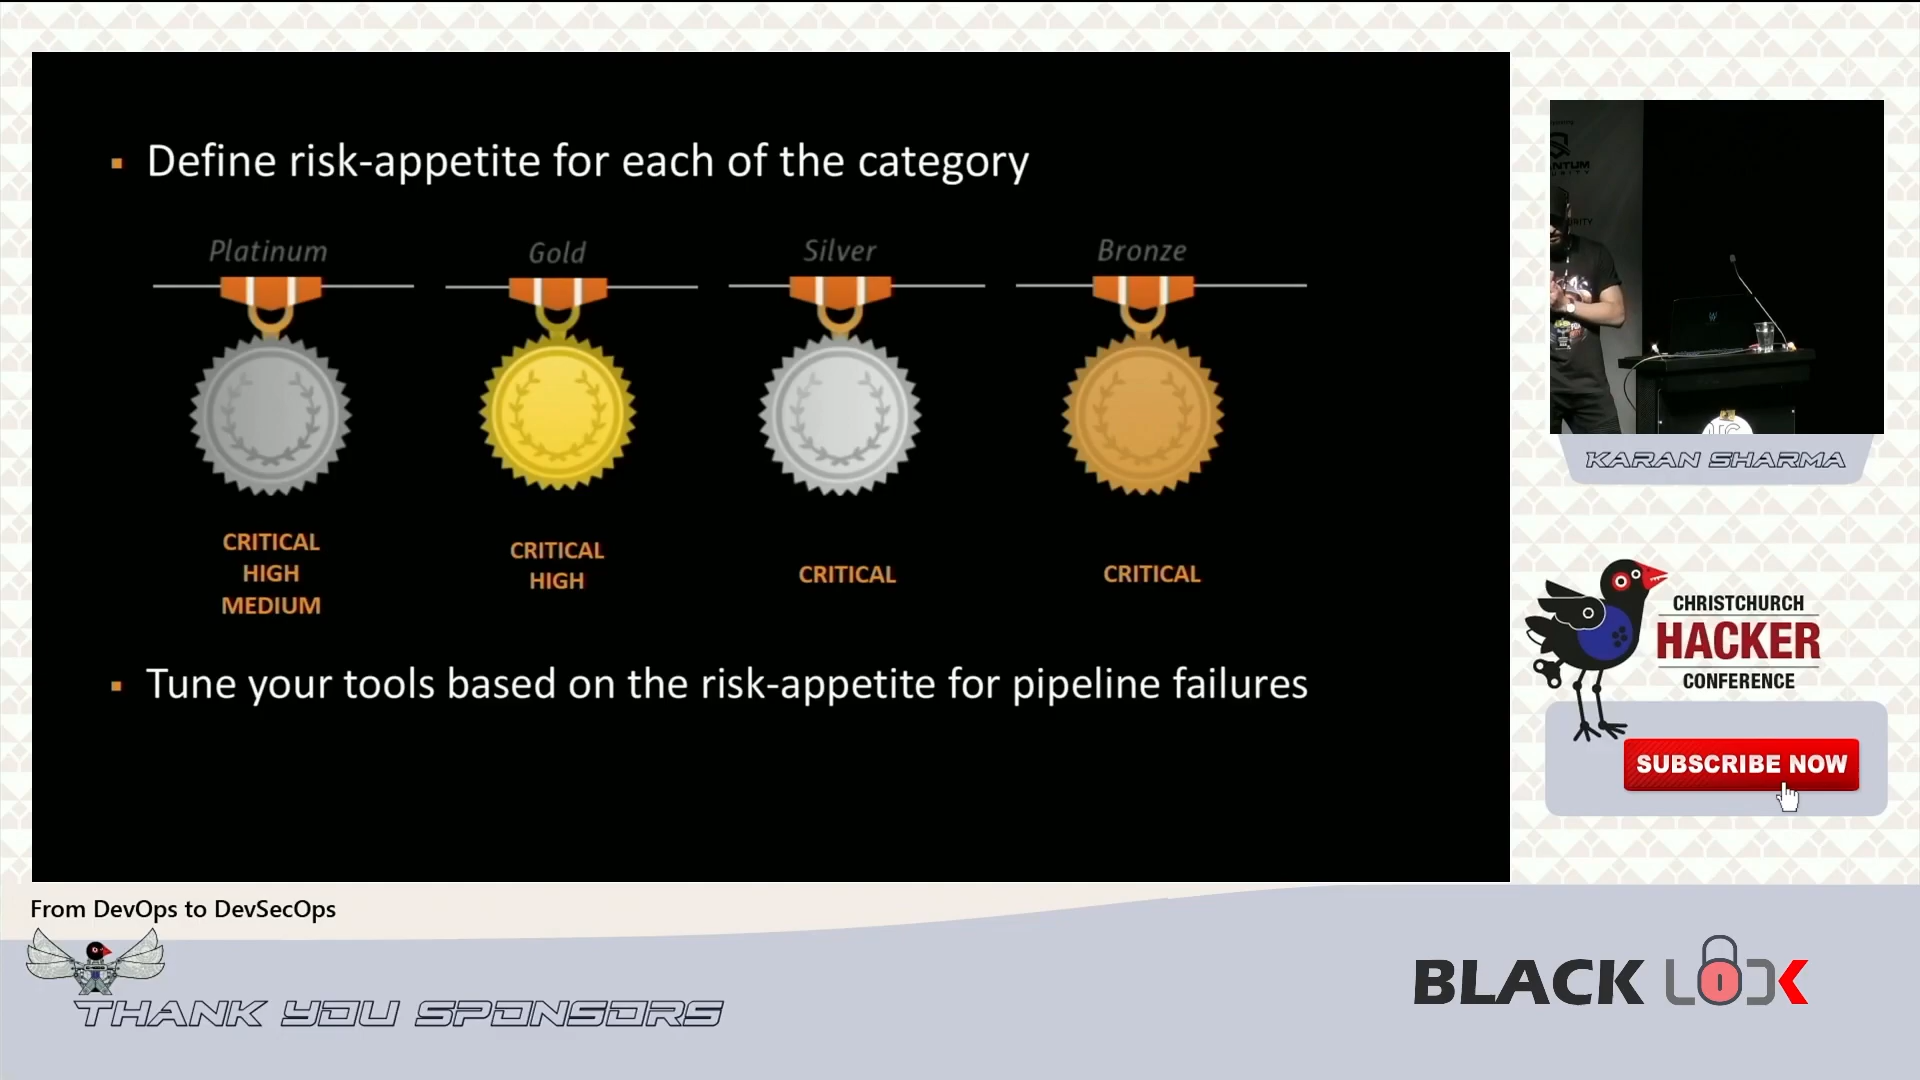 Define risk-appetite for each of the category
Platinum
Gold
Silver
Bronze
CRITICAL
HIGH
MEDIUM
CRITICAL
HIGH
CRITICAL
CRITICAL
Tune your tools based on the risk-appetite for pipeline failures
KARAN SHARMA
CHRISTCHURCH
HACKER
CONFERENCE
SUBSCRIBE NOW
From DevOps to DevSecOps
THANK YOU SPONSORS
BLACK LOCK